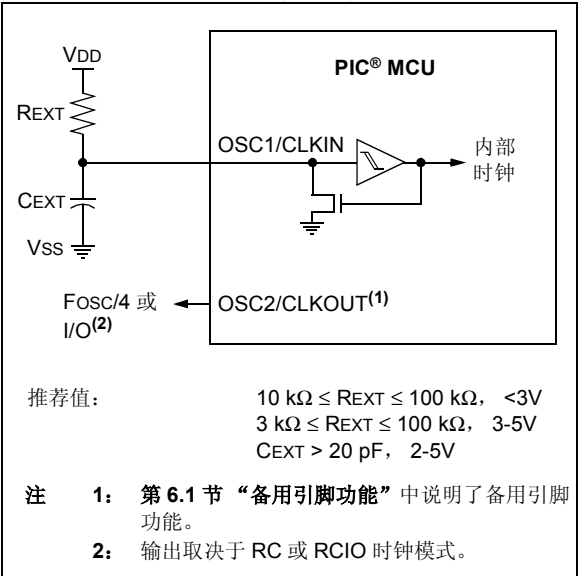 VDD
PIC® MCU
REXT
OSC1/CLKIN
内部
时钟
CEXT
VSS
FOSC/4 或
I/O(2)
OSC2/CLKOUT(1)
推荐值: 10 kΩ ≤ REXT ≤ 100 kΩ, <3V
3 kΩ ≤ REXT ≤ 100 kΩ, 3-5V
CEXT > 20 pF, 2-5V
注 1: 第 6.1 节 “备用引脚功能”中说明了备用引脚
功能。
2: 输出取决于 RC 或 RCIO 时钟模式。